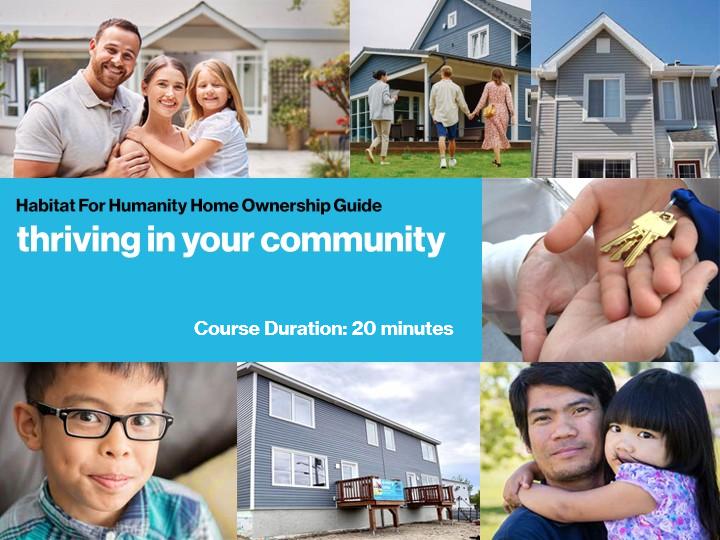 Habitat For Humanity Home Ownership Guide
thriving in your community
Course Duration: 20 minutes